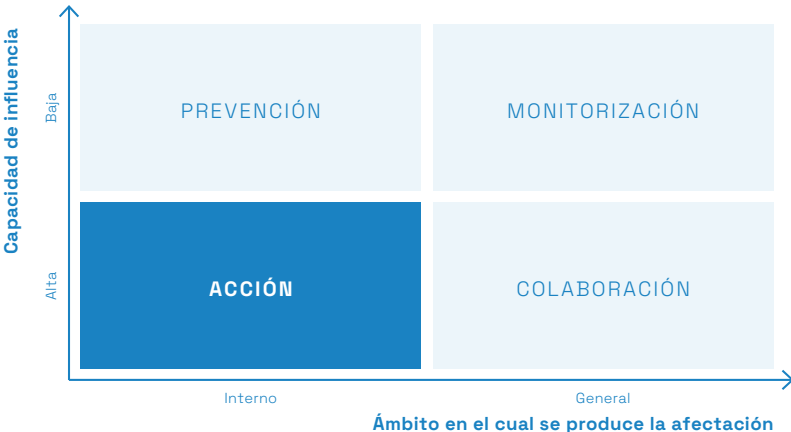 Capacidad de influencia
Baja
PREVENCIÓN
MONITORIZACIÓN
Alta
ACCIÓN
COLABORACIÓN
Interno
General
Ámbito en el cual se produce la afectación